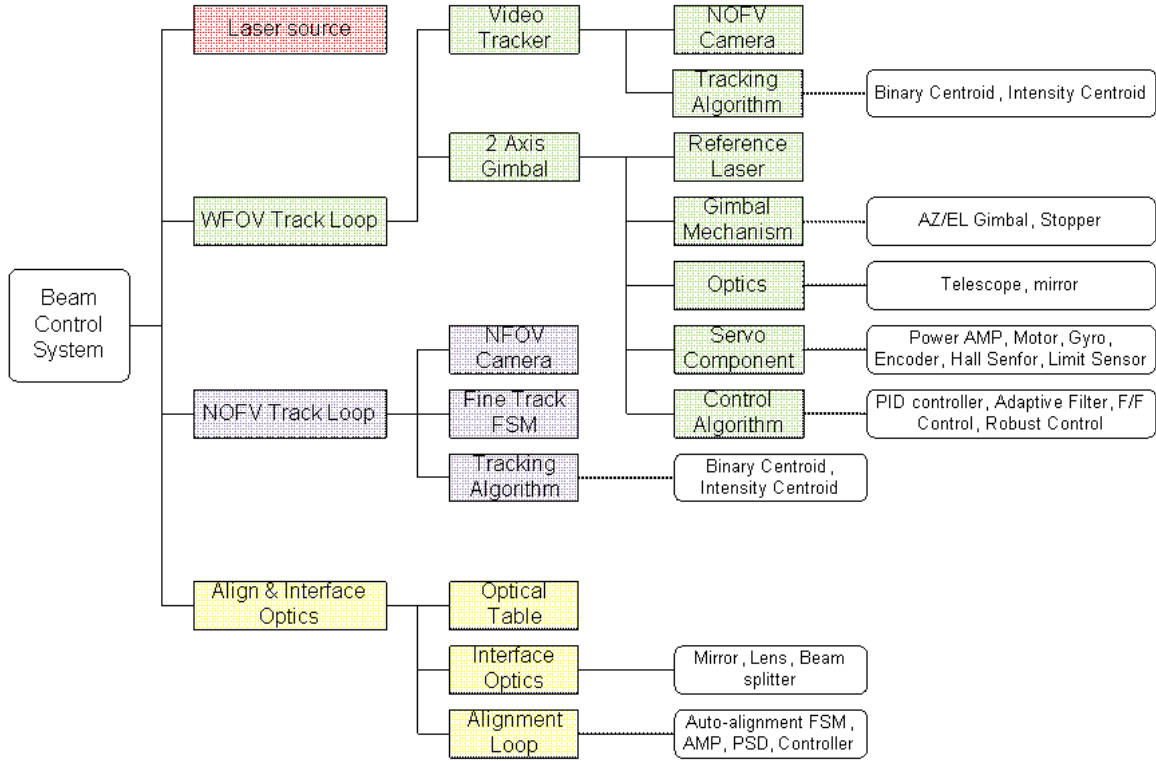 Beam
Control
System
Laser source
WFOV Track Loop
Video
Tracker
NOFV
Camera
Tracking
Algorithm
Binary Centroid , Intensity Centroid
2 Axis
Gimbal
Reference
Laser
Gimbal
Mechanism
AZ/EL Gimbal, Stopper
Optics
Telescope, mirror
Servo
Component
Power AMP, Motor, Gyro ,
Encoder, Hall Senfor, Limit Sensor
Control
Algorithm
PID controller, Adaptive Filter, F/F
Control, Robust Control
NOFV Track Loop
NFOV
Camera
Fine Track
FSM
Tracking
Algorithm
Binary Centroid ,
Intensity Centroid
Align & Interface
Optics
Optical
Table
Interface
Optics
Mirror , Lens , Beam
splitter
Alignment
Loop
Auto-alignment FSM ,
AMP, PSD, Controller